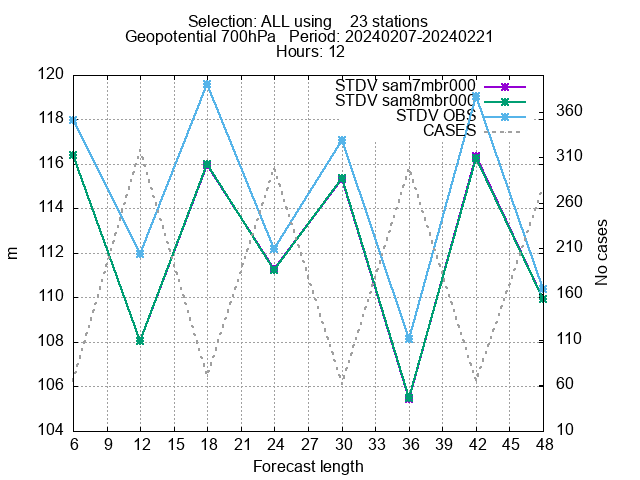 Selection: ALL using 23 stations
Geopotential 700hPa Period: 20240207-20240221
Hours: 12
STDV sam7mbr000
STDV sam8mbr000
STDV OBS
CASES
120
118
116
114
112
110
108
106
104
m
360
310
260
210
160
110
60
10
No cases
6 9 12 15 18 21 24 27 30 33 36 39 42 45 48
Forecast length